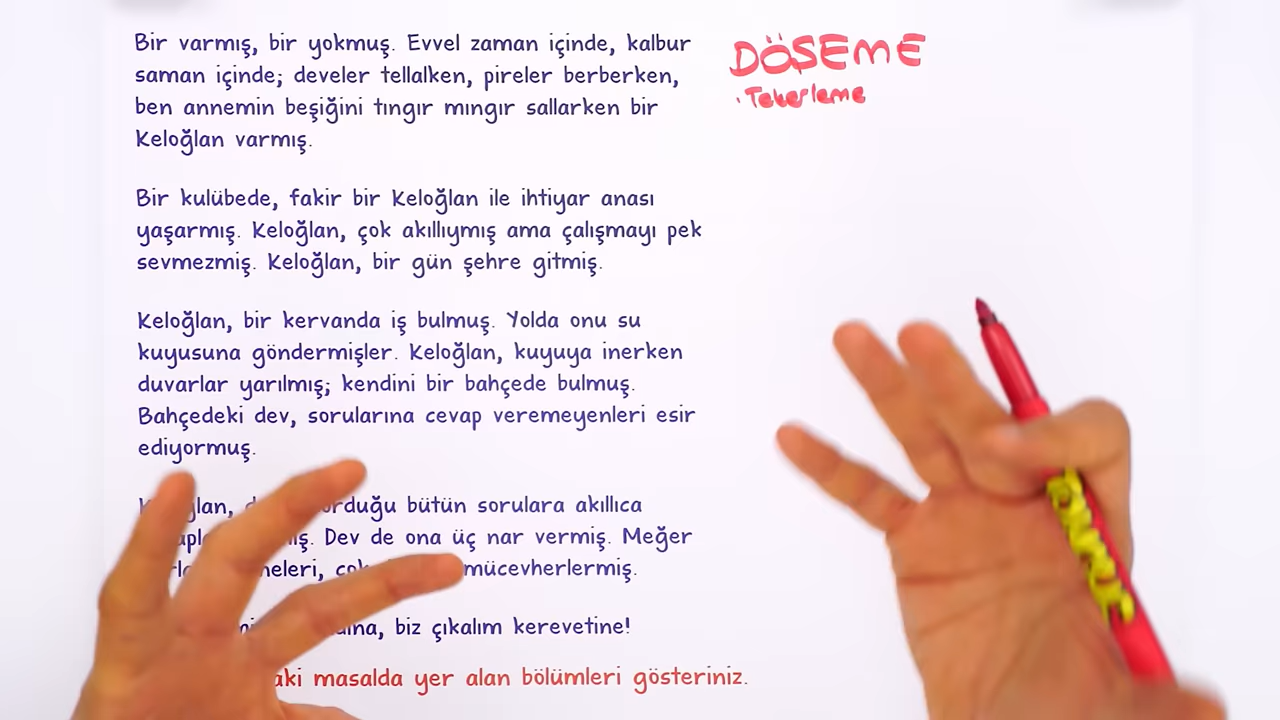 Bir varmış, bir yokmuş. Evvel zaman içinde, kalbur
saman içinde; develer tellalken, pireler berberken,
ben annemin beşiğini tıngır mıngır sallarken bir
Keloğlan varmış.
DÖŞEME
• Tekerleme
Bir kulübede, fakir bir Keloğlan ile ihtiyar anası
yaşarmış. Keloğlan, çok akıllıymış ama çalışmayı pek
sevmezmiş. Keloğlan, bir gün şehre gitmiş.
Keloğlan, bir kervanda iş bulmuş. Yolda onu su
kuyusuna göndermişler. Keloğlan, kuyuya inerken
duvarlar yarılmış; kendini bir bahçede bulmuş.
Bahçedeki dev, sorularına cevap veremeyenleri esir
ediyormuş.
bütün sorulara akıllıca
Dev de ona üç nar vermiş. Meğer
mücevherlermiş.
biz çıkalım kerevetine!
masalda yer alan bölümleri gösteriniz.